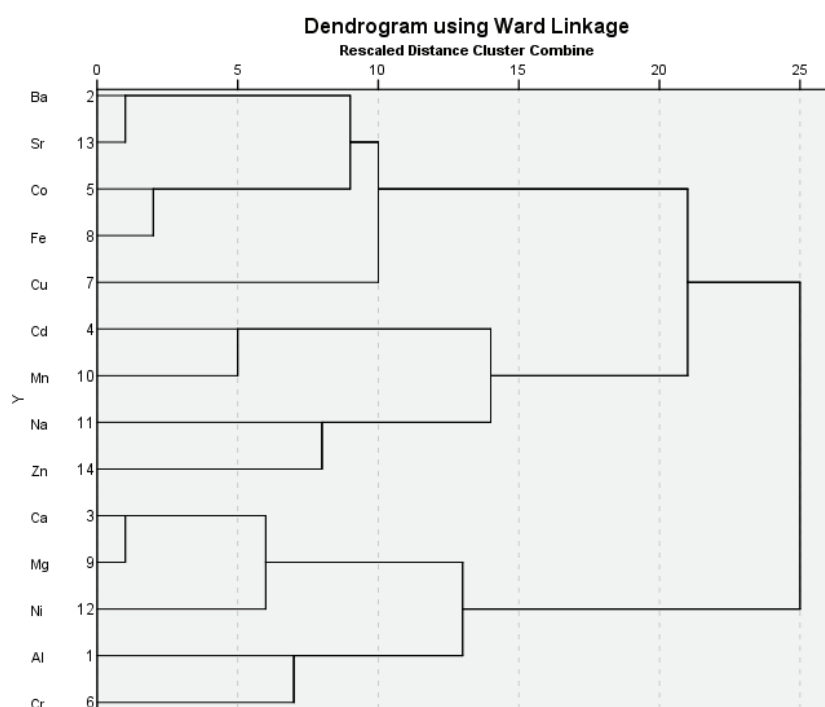 Dendrogram using Ward Linkage
Rescaled Distance Cluster Combine
0 5 10 15 20 25
Ba 2
Sr 13
Co 5
Fe 8
Cu 7
Cd 4
Mn 10
Y
Na 11
Zn 14
Ca 3
Mg 9
Ni 12
Al 1
Cr 6